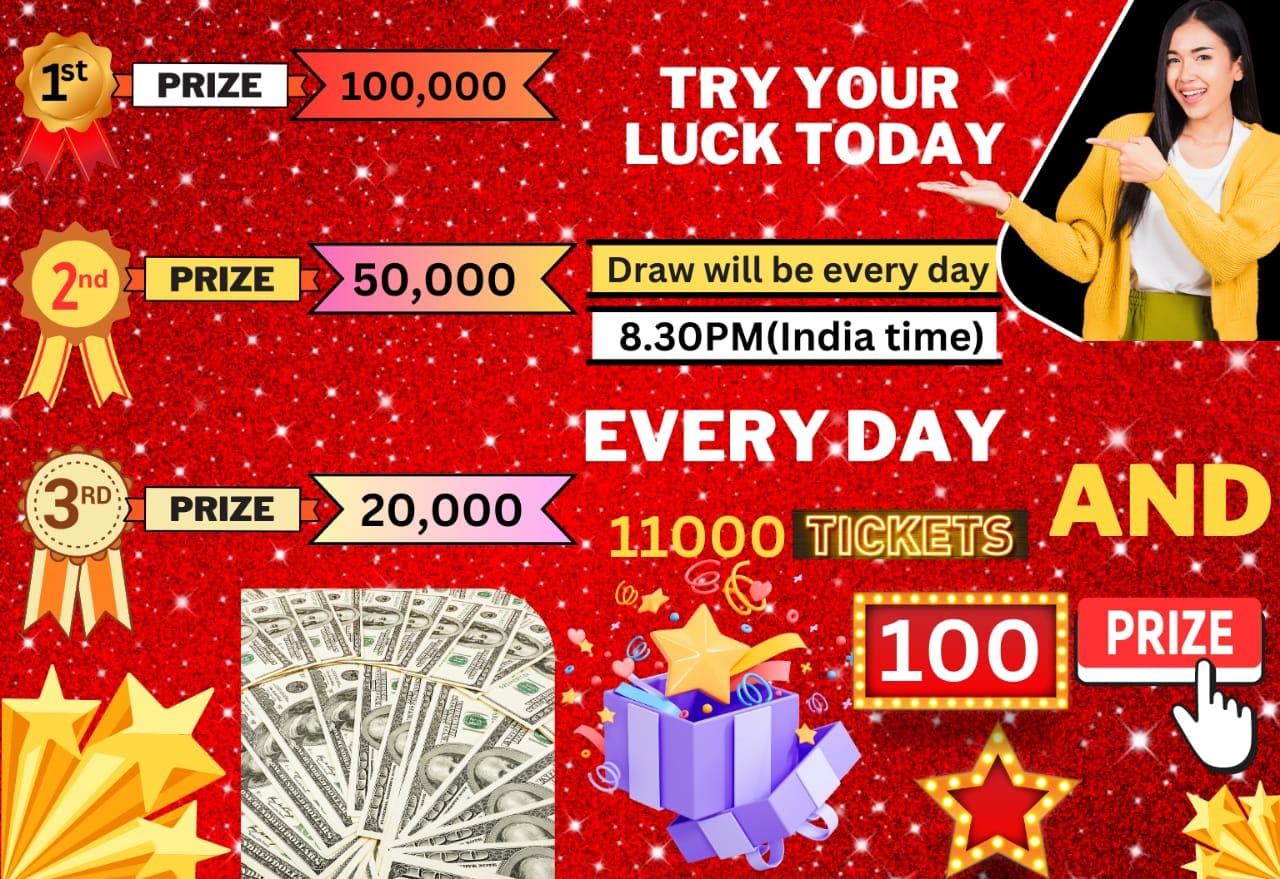 1st PRIZE 100,000
TRY YOUR
LUCK TODAY
2nd PRIZE 50,000
Draw will be every day
8.30PM(India time)
EVERY DAY
3RD PRIZE 20,000
11000 TICKETS
AND
100 PRIZE